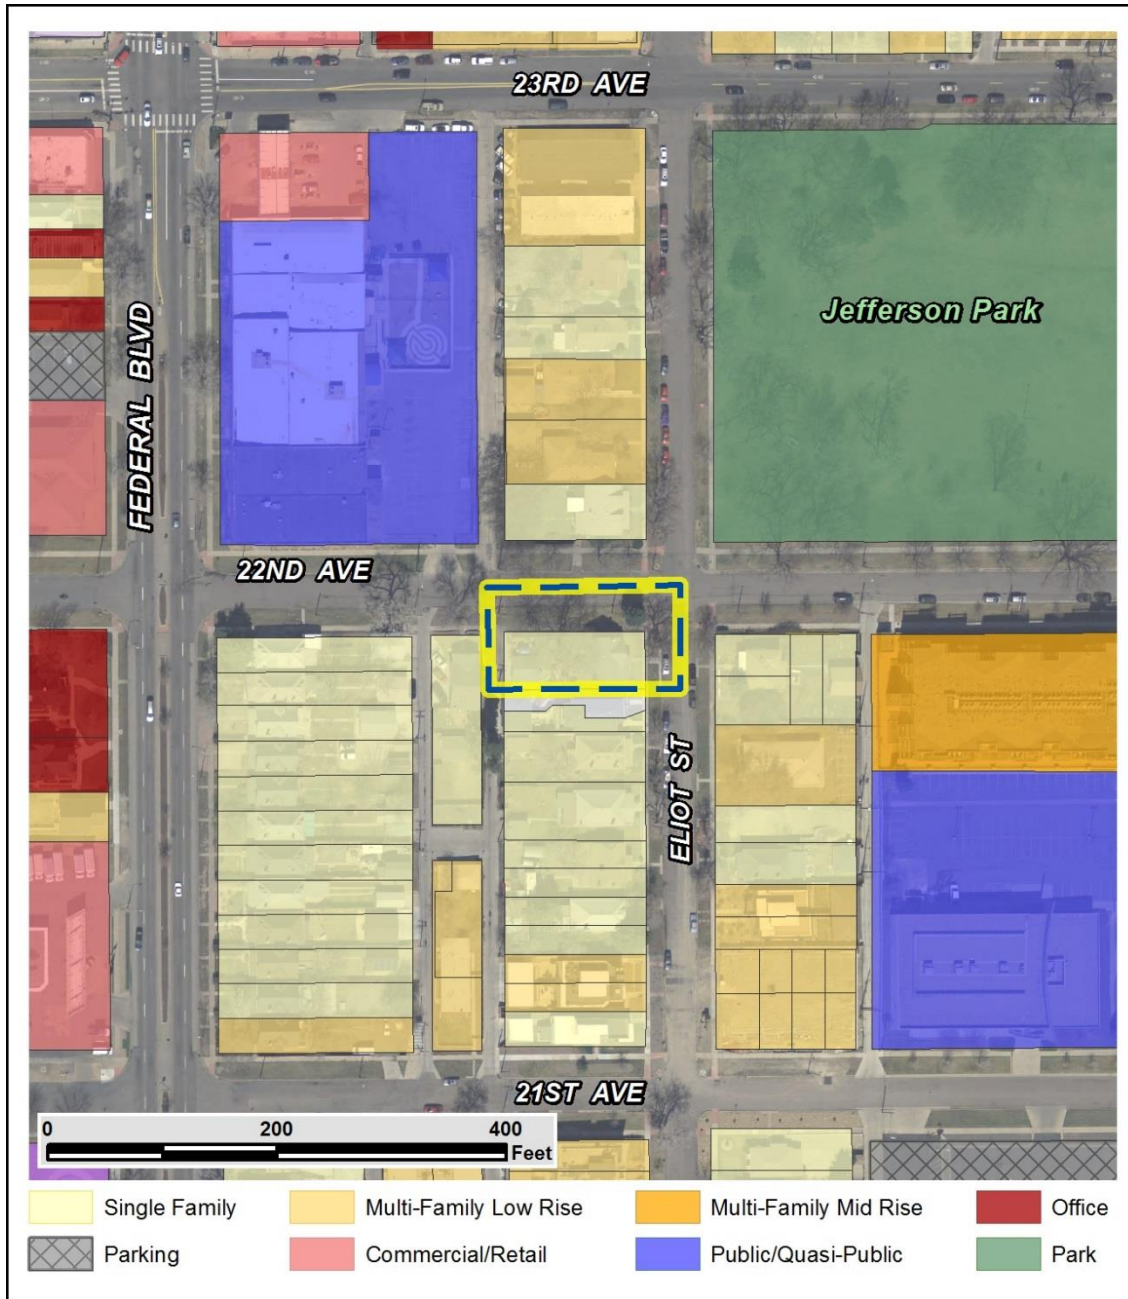 23RD AVE
Jefferson Park
FEDERAL BLVD
22ND AVE
ELIOT ST
21ST AVE
0 200 400
Feet
Single Family Multi-Family Low Rise Multi-Family Mid Rise Office
Parking Commercial/Retail Public/Quasi-Public Park